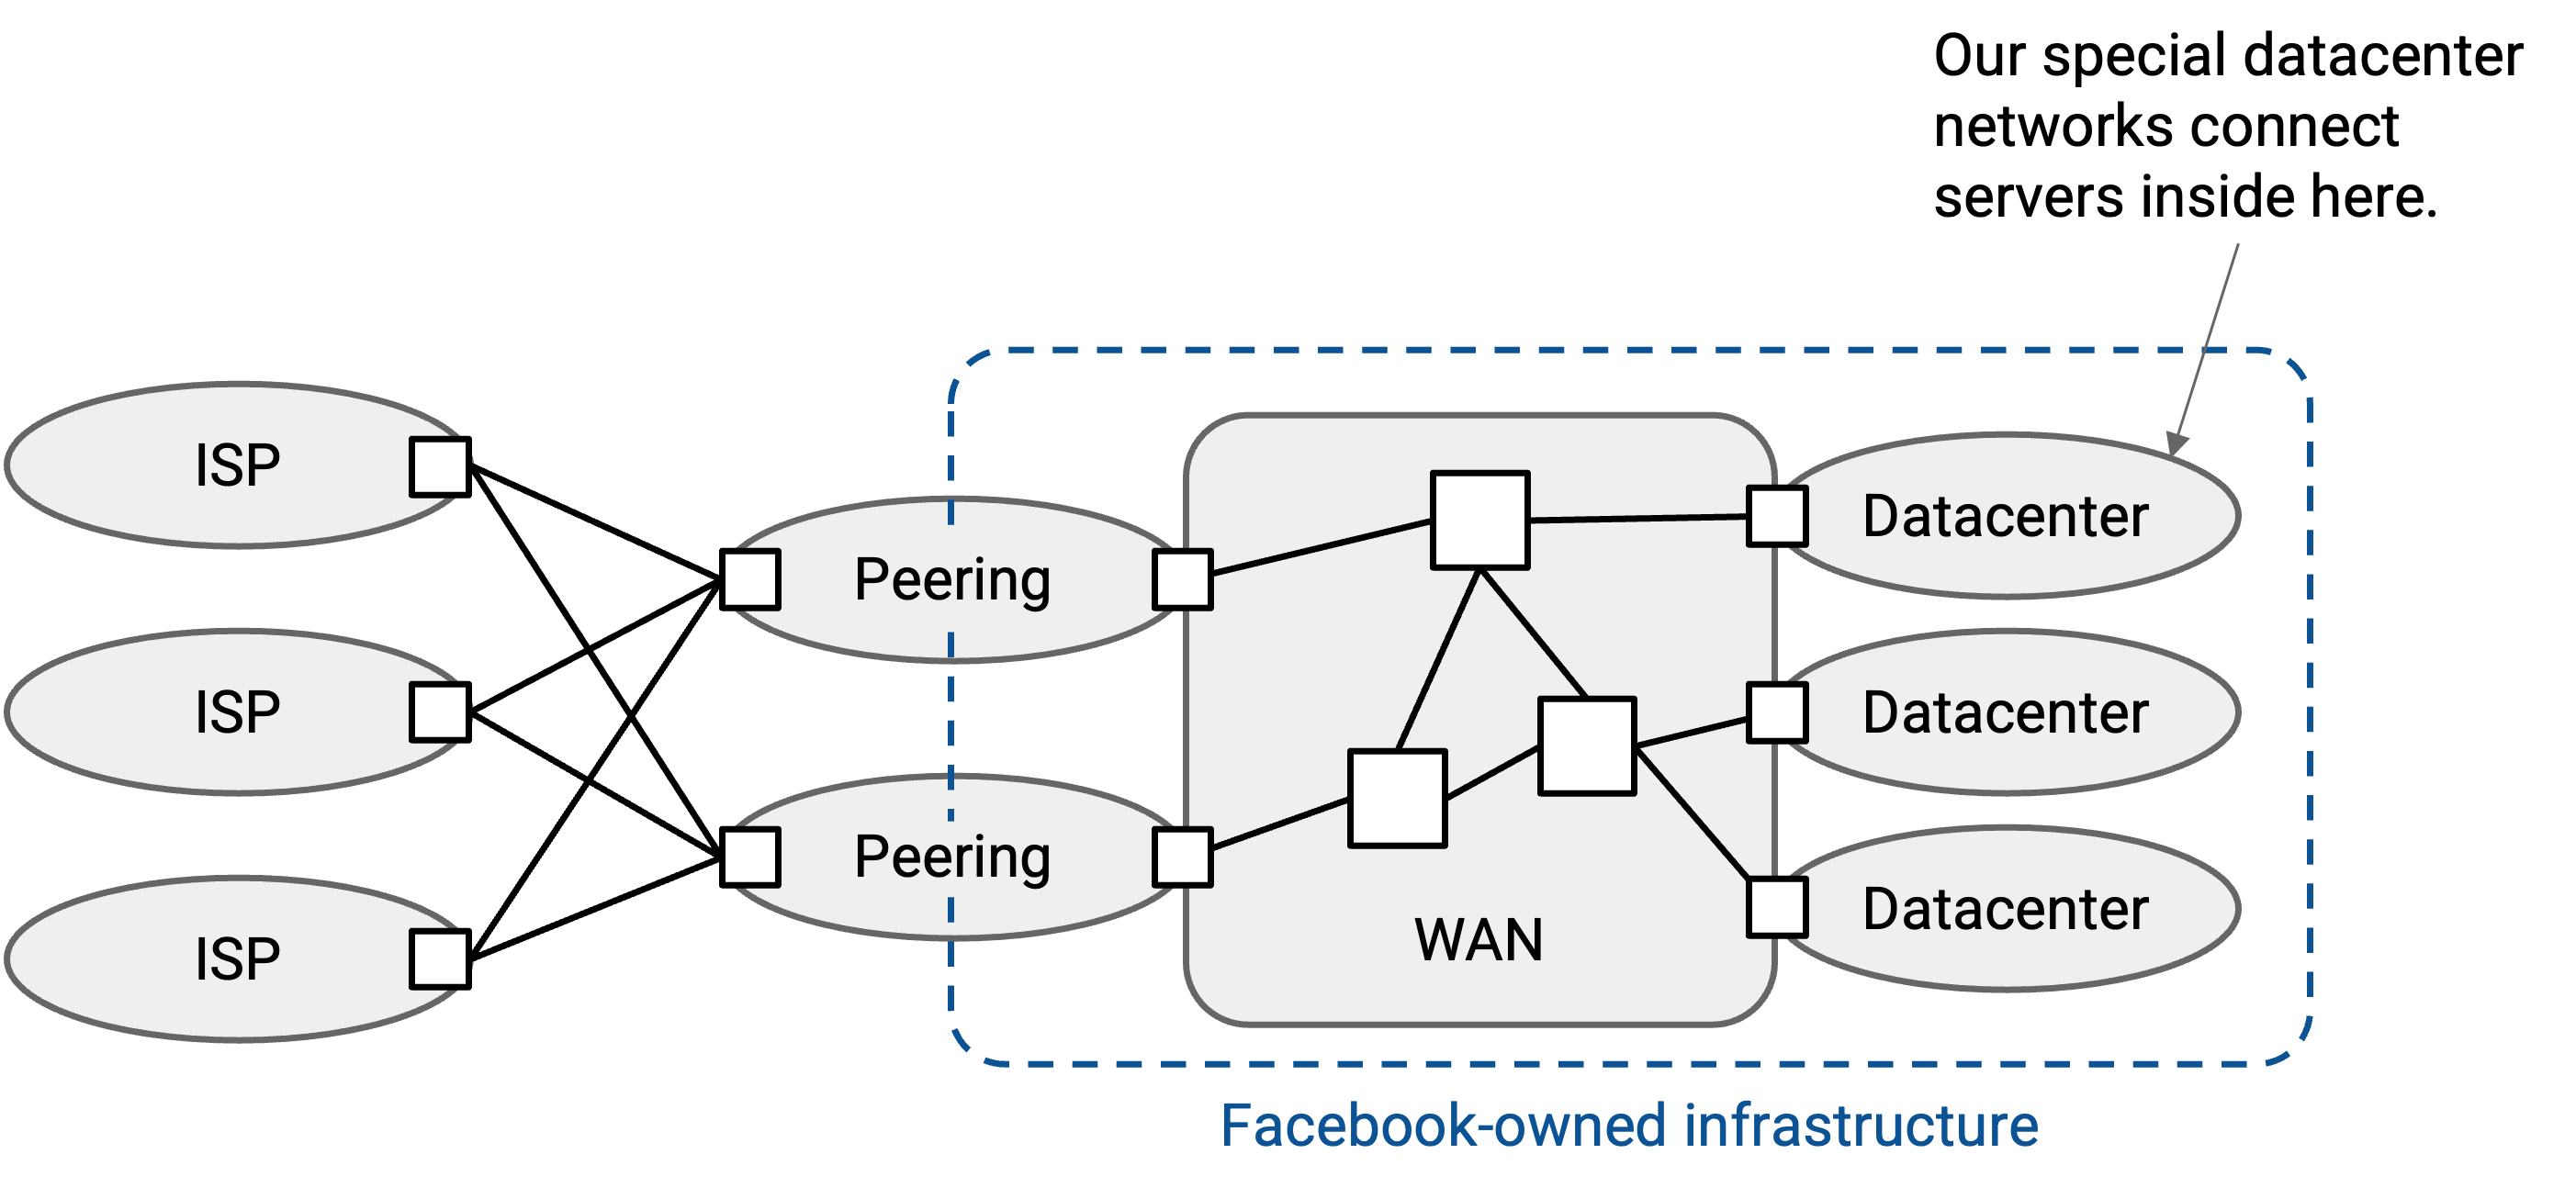 Our special datacenter
networks connect
servers inside here.
ISP
ISP
ISP
Peering
Peering
WAN
Datacenter
Datacenter
Datacenter
Facebook-owned infrastructure